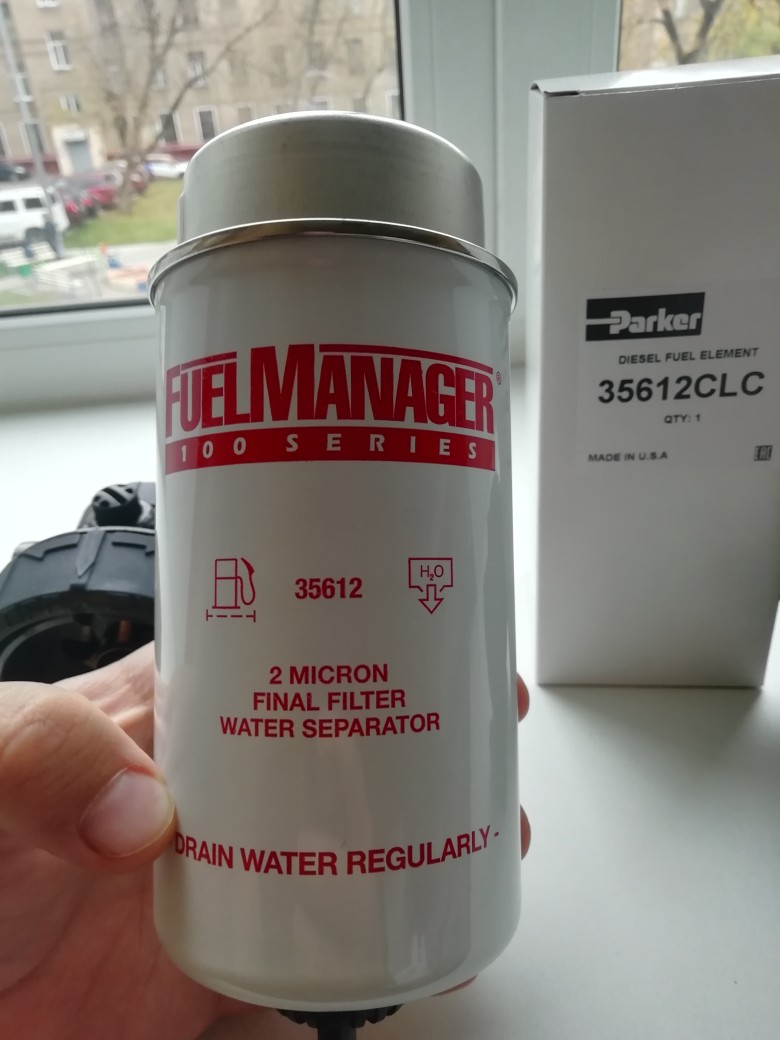 FUELMANAGER®
100 SERIES
35612
H₂O
2 MICRON
FINAL FILTER
WATER SEPARATOR
DRAIN WATER REGULARLY -
Parker
DIESEL FUEL ELEMENT
35612CLC
QTY: 1
MADE IN U.S.A
EAC